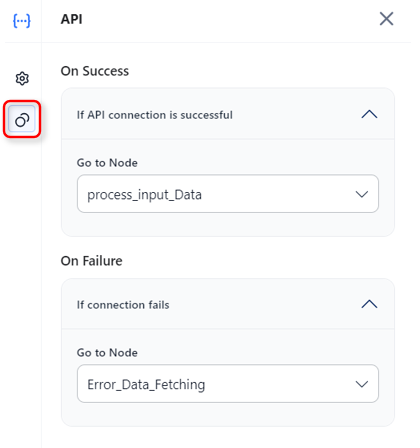 {...} API
On Success
If API connection is successful
Go to Node
process_input_Data
On Failure
If connection fails
Go to Node
Error_Data_Fetching